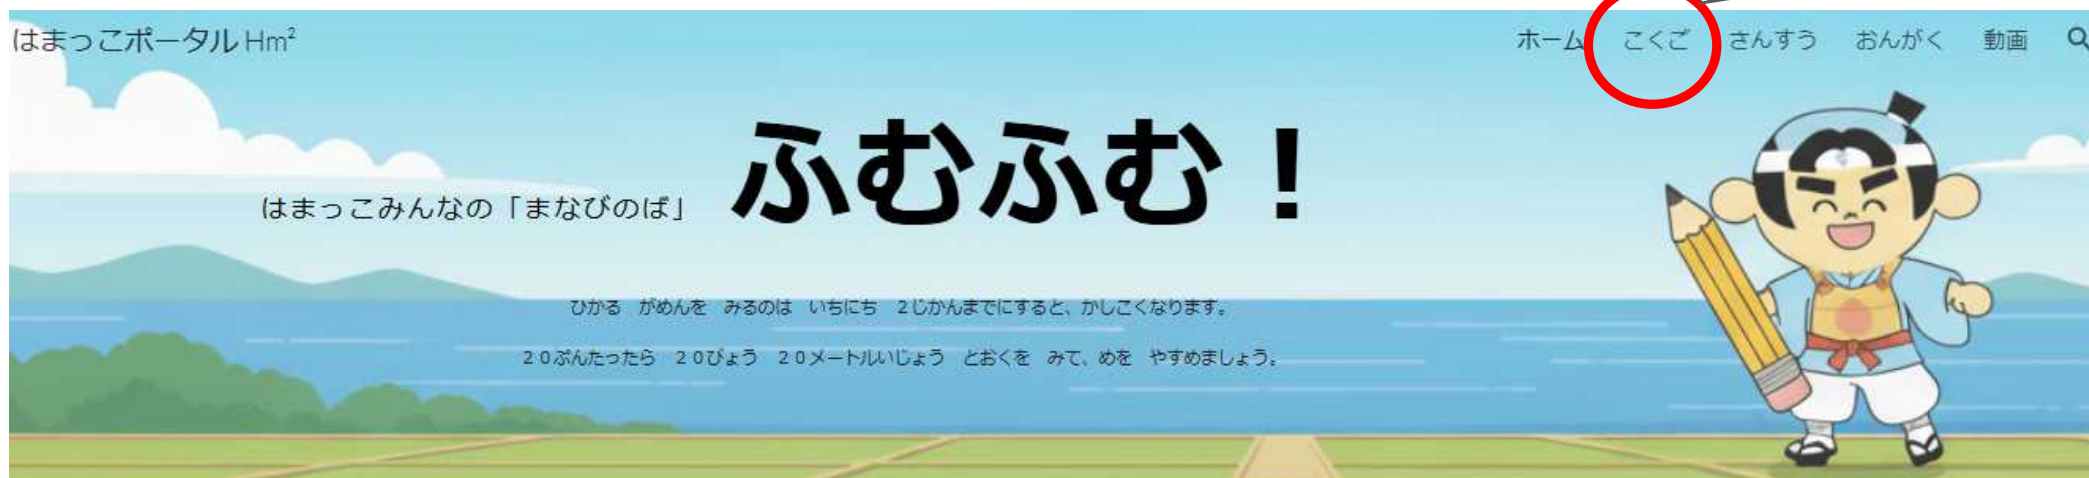 はまっこポータル Hm²
ホーム こくご さんすう おんがく 動画
はまっこみんなの「まなびのば」 ふむふむ！
ひかる　がめんを　みるのは　いちにち　２じかんまでにすると、かしこくなります。
２０ぷんたったら　２０びょう　２０メートルいじょう　とおくを　みて、めを　やすめましょう。